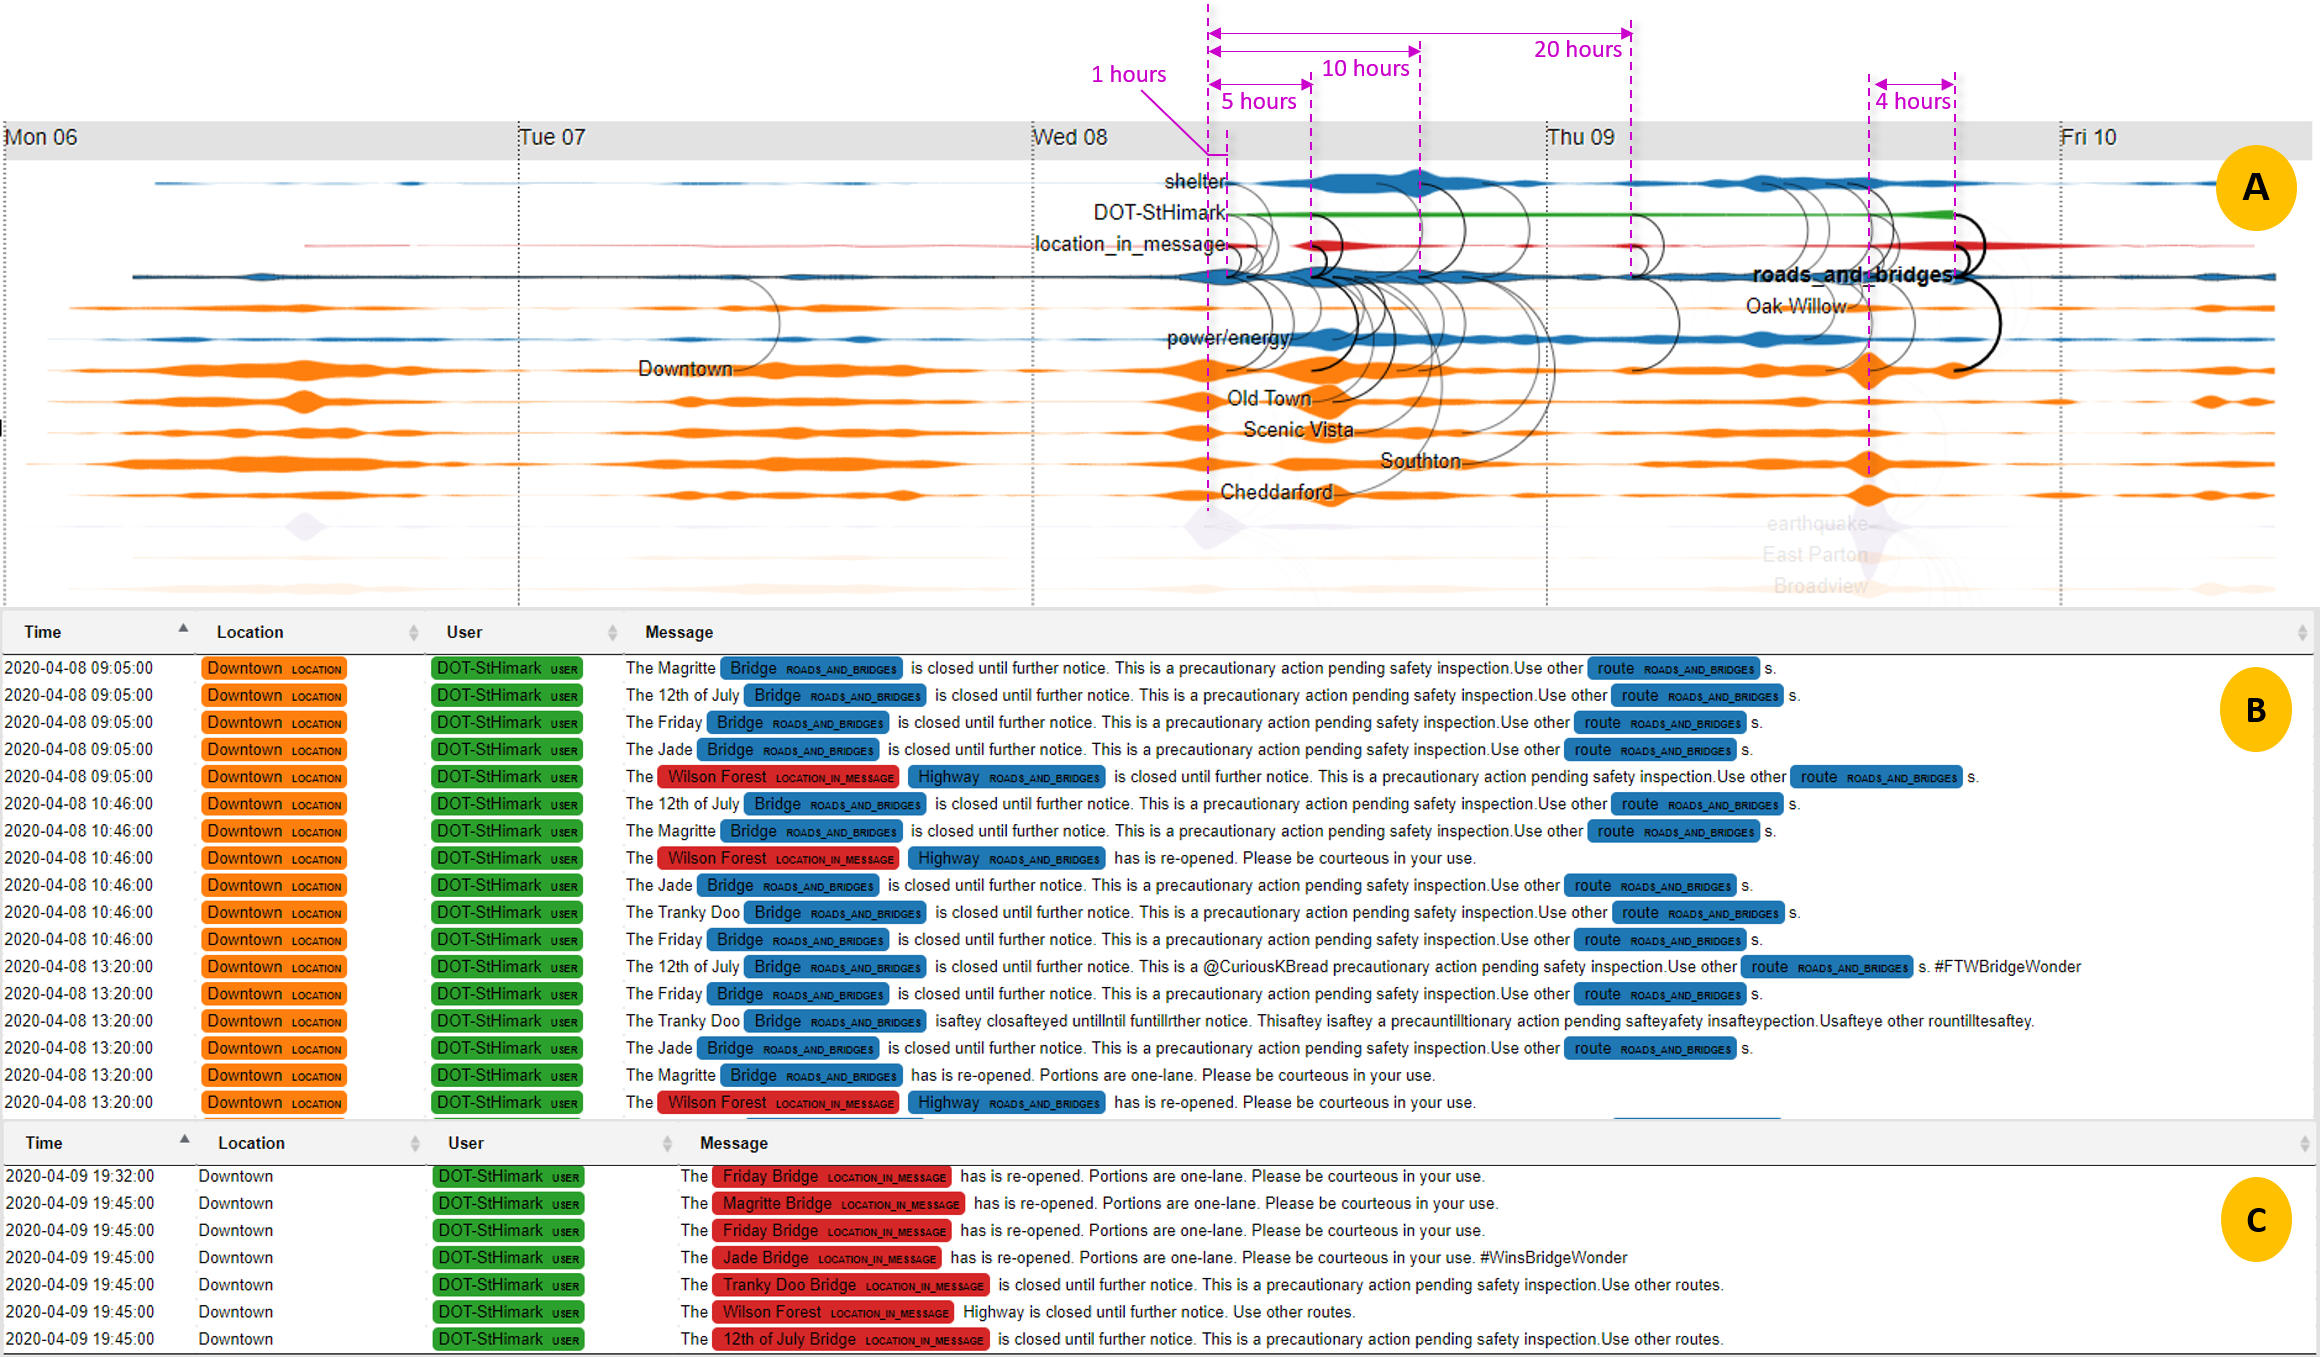 20 hours
10 hours
1 hours
5 hours
4 hours
Mon 06 Tue 07 Wed 08 Thu 09 Fri 10
A
shelter
DOT-StHimark
location_in_message
roads_and_bridges
Oak Willow
power/energy
Downtown
Old Town
Scenic Vista
Southton
Cheddarford
earthquake
East Parton
Broadview
Time Location User Message
B
2020-04-08 09:05:00 Downtown LOCATION DOT-StHimark USER The Magritte Bridge ROADS_AND_BRIDGES is closed until further notice. This is a precautionary action pending safety inspection.Use other route ROADS_AND_BRIDGES s.
2020-04-08 09:05:00 Downtown LOCATION DOT-StHimark USER The 12th of July Bridge ROADS_AND_BRIDGES is closed until further notice. This is a precautionary action pending safety inspection.Use other route ROADS_AND_BRIDGES s.
2020-04-08 09:05:00 Downtown LOCATION DOT-StHimark USER The Friday Bridge ROADS_AND_BRIDGES is closed until further notice. This is a precautionary action pending safety inspection.Use other route ROADS_AND_BRIDGES s.
2020-04-08 09:05:00 Downtown LOCATION DOT-StHimark USER The Jade Bridge ROADS_AND_BRIDGES is closed until further notice. This is a precautionary action pending safety inspection.Use other route ROADS_AND_BRIDGES s.
2020-04-08 09:05:00 Downtown LOCATION DOT-StHimark USER The Wilson Forest LOCATION_IN_MESSAGE Highway ROADS_AND_BRIDGES is closed until further notice. This is a precautionary action pending safety inspection.Use other route ROADS_AND_BRIDGES s.
2020-04-08 10:46:00 Downtown LOCATION DOT-StHimark USER The 12th of July Bridge ROADS_AND_BRIDGES is closed until further notice. This is a precautionary action pending safety inspection.Use other route ROADS_AND_BRIDGES s.
2020-04-08 10:46:00 Downtown LOCATION DOT-StHimark USER The Magritte Bridge ROADS_AND_BRIDGES is closed until further notice. This is a precautionary action pending safety inspection.Use other route ROADS_AND_BRIDGES s.
2020-04-08 10:46:00 Downtown LOCATION DOT-StHimark USER The Wilson Forest LOCATION_IN_MESSAGE Highway ROADS_AND_BRIDGES has is re-opened. Please be courteous in your use.
2020-04-08 10:46:00 Downtown LOCATION DOT-StHimark USER The Jade Bridge ROADS_AND_BRIDGES is closed until further notice. This is a precautionary action pending safety inspection.Use other route ROADS_AND_BRIDGES s.
2020-04-08 10:46:00 Downtown LOCATION DOT-StHimark USER The Tranky Doo Bridge ROADS_AND_BRIDGES is closed until further notice. This is a precautionary action pending safety inspection.Use other route ROADS_AND_BRIDGES s.
2020-04-08 10:46:00 Downtown LOCATION DOT-StHimark USER The Friday Bridge ROADS_AND_BRIDGES is closed until further notice. This is a precautionary action pending safety inspection.Use other route ROADS_AND_BRIDGES s.
2020-04-08 13:20:00 Downtown LOCATION DOT-StHimark USER The 12th of July Bridge ROADS_AND_BRIDGES is closed until further notice. This is a @CuriousKBread precautionary action pending safety inspection.Use other route ROADS_AND_BRIDGES s. #FTWBridgeWonder
2020-04-08 13:20:00 Downtown LOCATION DOT-StHimark USER The Friday Bridge ROADS_AND_BRIDGES is closed until further notice. This is a precautionary action pending safety inspection.Use other route ROADS_AND_BRIDGES s.
2020-04-08 13:20:00 Downtown LOCATION DOT-StHimark USER The Tranky Doo Bridge ROADS_AND_BRIDGES isaftey closafteyed untillntil funtillrther notice. Thisaftey isaftey a precauntilltionary action pending safteyafety insafteypection.Usafteye other rountilltesaftey.
2020-04-08 13:20:00 Downtown LOCATION DOT-StHimark USER The Jade Bridge ROADS_AND_BRIDGES is closed until further notice. This is a precautionary action pending safety inspection.Use other route ROADS_AND_BRIDGES s.
2020-04-08 13:20:00 Downtown LOCATION DOT-StHimark USER The Magritte Bridge ROADS_AND_BRIDGES has is re-opened. Portions are one-lane. Please be courteous in your use.
2020-04-08 13:20:00 Downtown LOCATION DOT-StHimark USER The Wilson Forest LOCATION_IN_MESSAGE Highway ROADS_AND_BRIDGES has is re-opened. Please be courteous in your use.
Time Location User Message
C
2020-04-09 19:32:00 Downtown DOT-StHimark USER The Friday Bridge LOCATION_IN_MESSAGE has is re-opened. Portions are one-lane. Please be courteous in your use.
2020-04-09 19:45:00 Downtown DOT-StHimark USER The Magritte Bridge LOCATION_IN_MESSAGE has is re-opened. Portions are one-lane. Please be courteous in your use.
2020-04-09 19:45:00 Downtown DOT-StHimark USER The Friday Bridge LOCATION_IN_MESSAGE has is re-opened. Portions are one-lane. Please be courteous in your use.
2020-04-09 19:45:00 Downtown DOT-StHimark USER The Jade Bridge LOCATION_IN_MESSAGE has is re-opened. Portions are one-lane. Please be courteous in your use. #WinsBridgeWonder
2020-04-09 19:45:00 Downtown DOT-StHimark USER The Tranky Doo Bridge LOCATION_IN_MESSAGE is closed until further notice. This is a precautionary action pending safety inspection.Use other routes.
2020-04-09 19:45:00 Downtown DOT-StHimark USER The Wilson Forest LOCATION_IN_MESSAGE Highway is closed until further notice. Use other routes.
2020-04-09 19:45:00 Downtown DOT-StHimark USER The 12th of July Bridge LOCATION_IN_MESSAGE is closed until further notice. This is a precautionary action pending safety inspection.Use other routes.